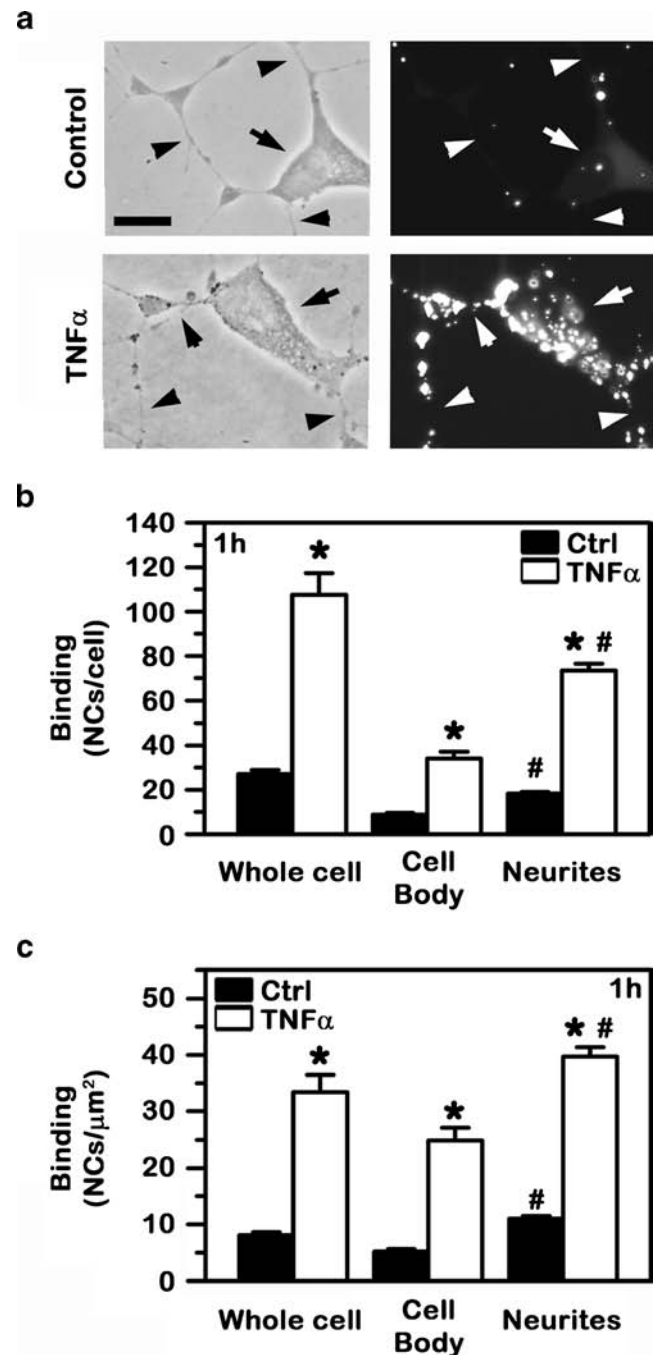 a
Control
TNFα
b
140
120
100
80
60
40
20
0
Binding
(NCs/cell)
1h
Ctrl
TNFα
*
*
* #
#
Whole cell
Cell
Body
Neurites
c
50
40
35
20
10
0
Binding
(NCs/µm²)
Ctrl
TNFα
1h
*
*
* #
#
Whole cell
Cell
Body
Neurites